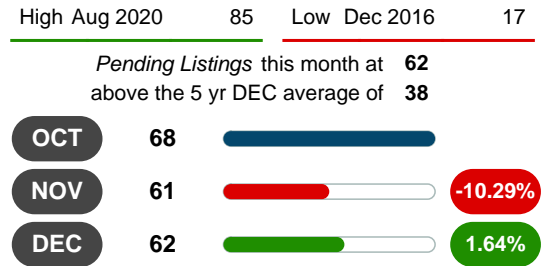 High Aug 2020 85 Low Dec 2016 17
Pending Listings this month at 62
above the 5 yr DEC average of 38
OCT 68
NOV 61 -10.29%
DEC 62 1.64%